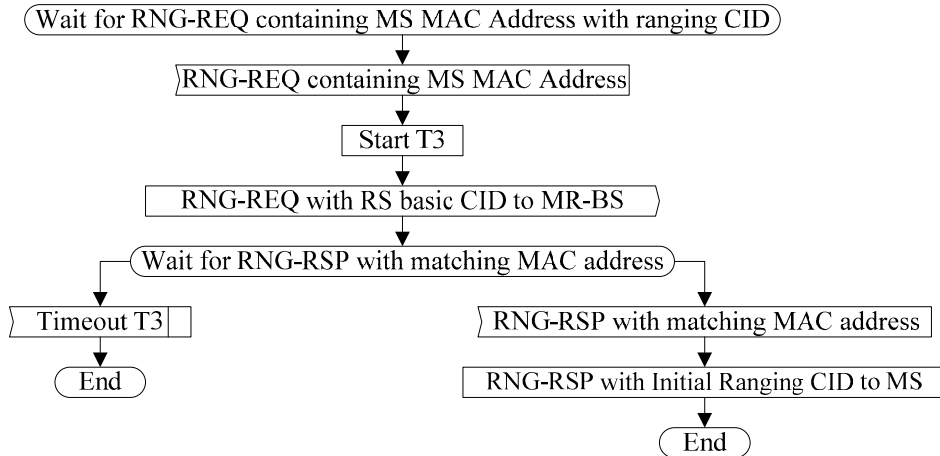 Wait for RNG-REQ containing MS MAC Address with ranging CID
RNG-REQ containing MS MAC Address
Start T3
RNG-REQ with RS basic CID to MR-BS
Wait for RNG-RSP with matching MAC address
Timeout T3
RNG-RSP with matching MAC address
End
RNG-RSP with Initial Ranging CID to MS
End